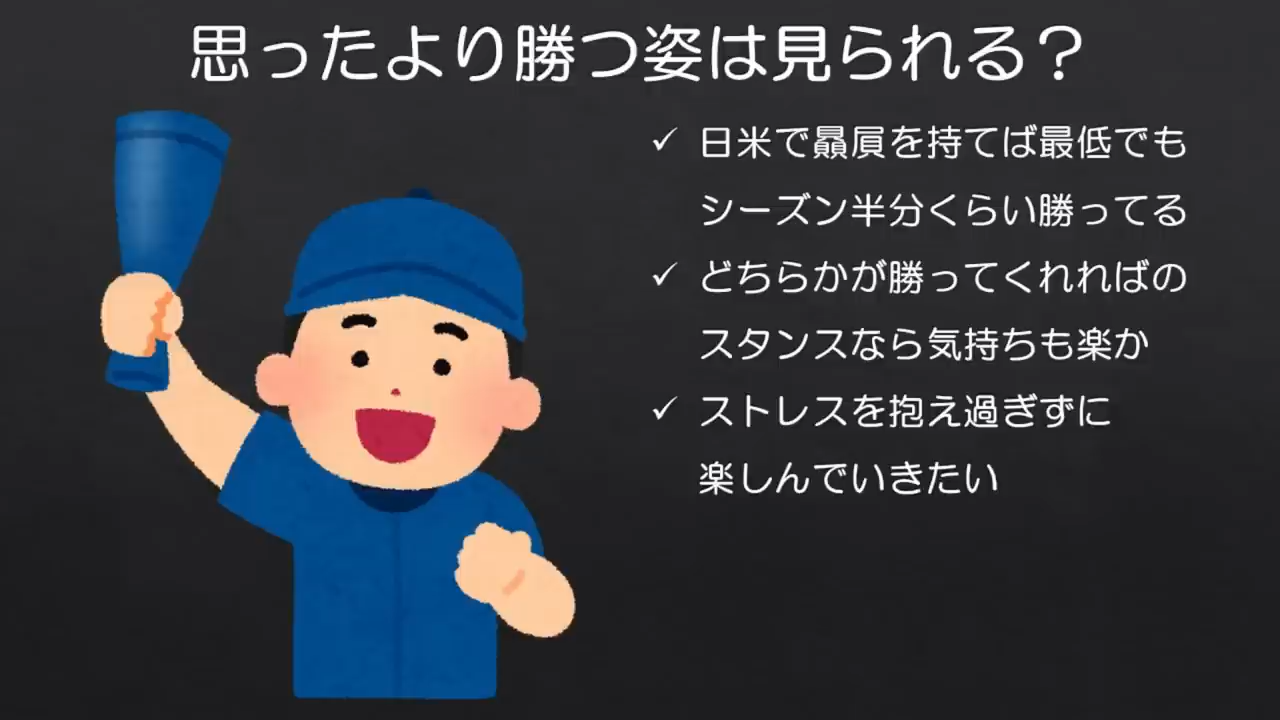 思ったより勝つ姿は見られる？
✓ 日米で贔屓を持てば最低でも
シーズン半分くらい勝ってる
✓ どちらかが勝ってくれればの
スタンスなら気持ちも楽か
✓ ストレスを抱え過ぎずに
楽しんでいきたい